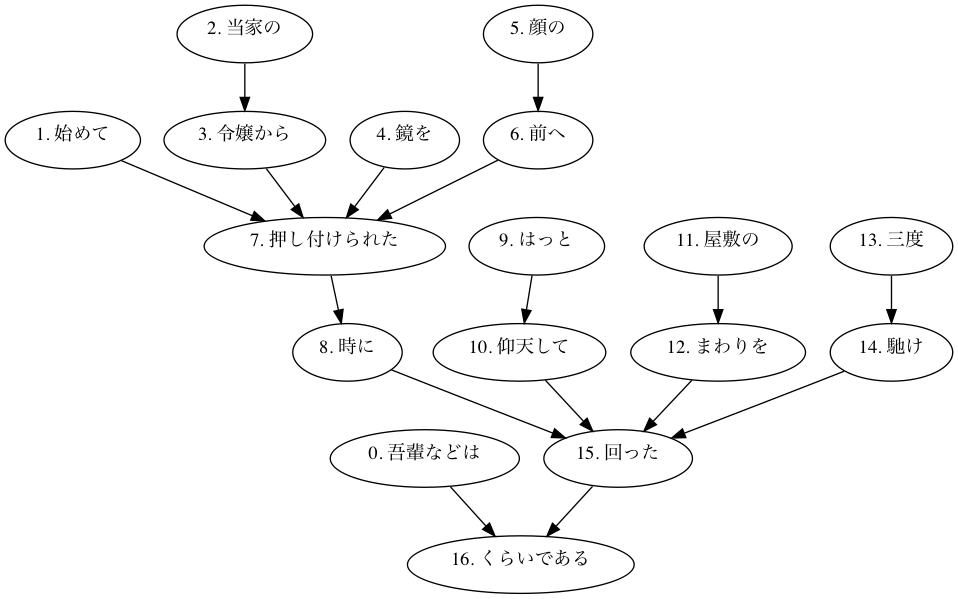 2. 当家の
5. 顔の
1. 始めて
3. 令嬢から
4. 鏡を
6. 前へ
7. 押し付けられた
9. はっと
11. 屋敷の
13. 三度
8. 時に
10. 仰天して
12. まわりを
14. 馳け
0. 吾輩などは
15. 回った
16. くらいである